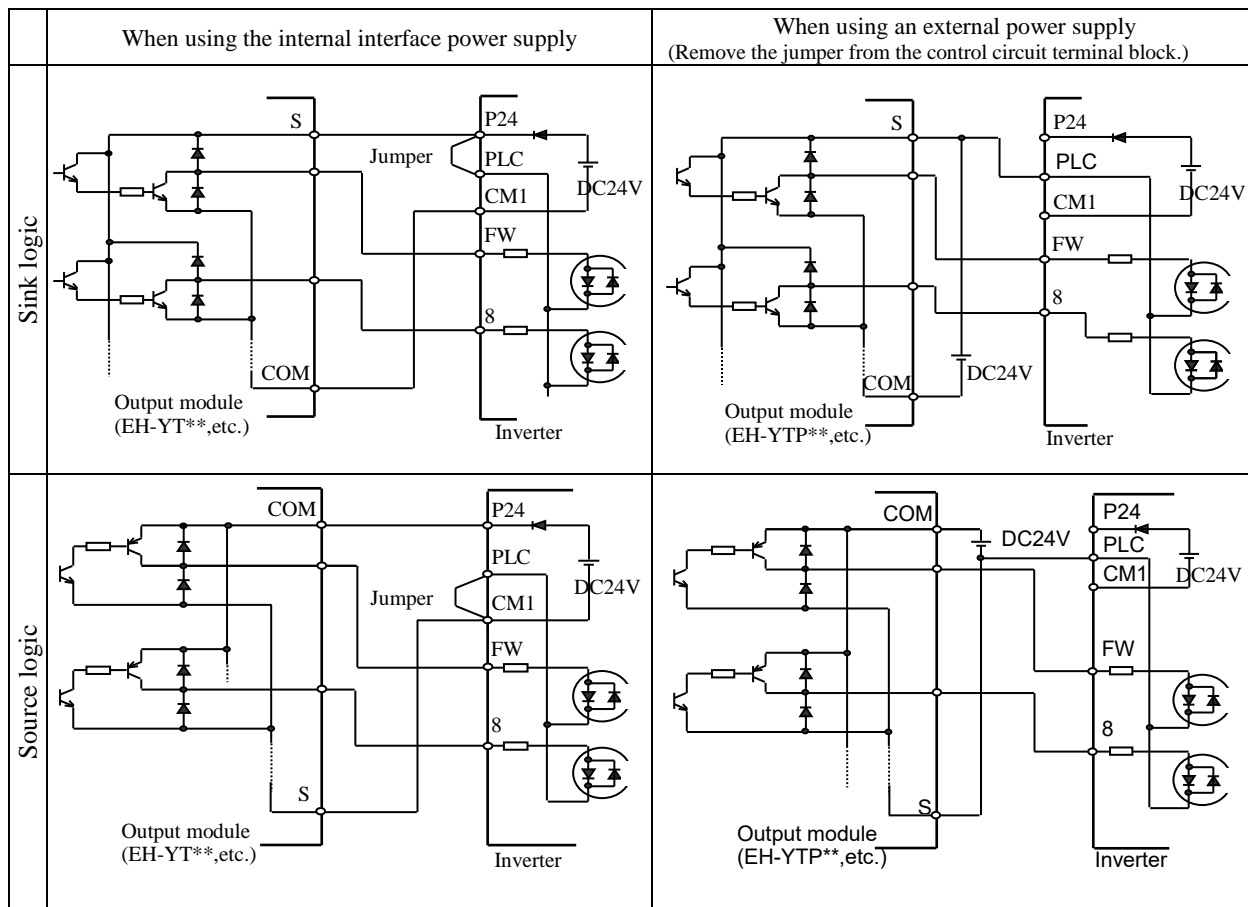 When using the internal interface power supply
When using an external power supply
(Remove the jumper from the control circuit terminal block.)
Sink logic
S
P24
Jumper
PLC
DC24V
CM1
FW
8
COM
Output module
(EH-YT**,etc.)
Inverter
S
P24
PLC
DC24V
CM1
FW
8
DC24V
COM
Output module
(EH-YTP**,etc.)
Inverter
Source logic
COM
P24
PLC
DC24V
Jumper
CM1
FW
8
S
Output module
(EH-YT**,etc.)
Inverter
COM
DC24V
P24
PLC
CM1
DC24V
FW
8
S
Output module
(EH-YTP**,etc.)
Inverter